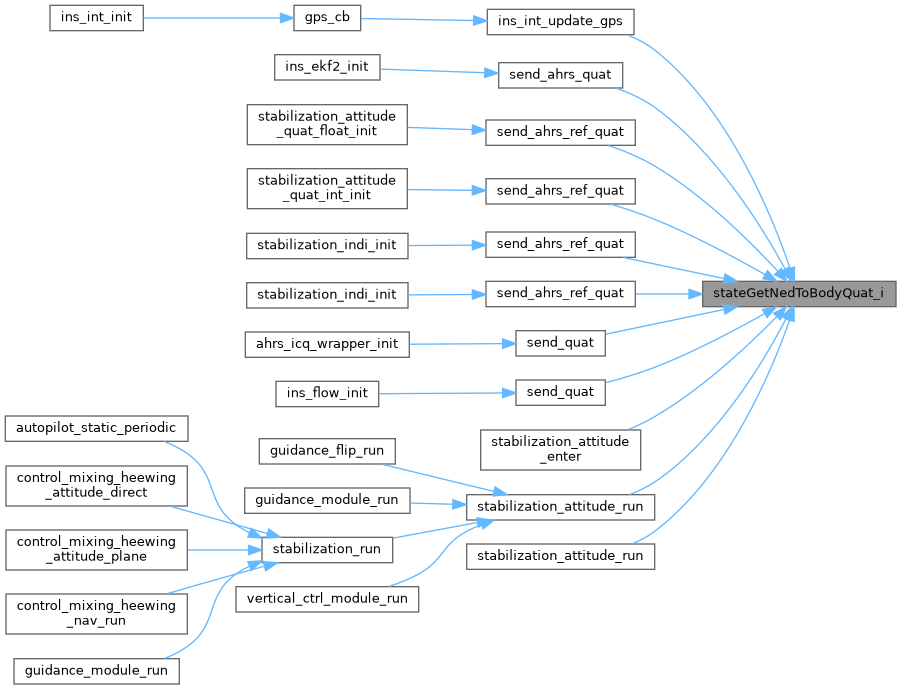 ins_int_init
gps_cb
ins_int_update_gps
ins_ekf2_init
send_ahrs_quat
stabilization_attitude
_quat_float_init
send_ahrs_ref_quat
stabilization_attitude
_quat_int_init
send_ahrs_ref_quat
stabilization_indi_init
send_ahrs_ref_quat
stabilization_indi_init
send_ahrs_ref_quat
stateGetNedToBodyQuat_i
ahrs_icq_wrapper_init
send_quat
ins_flow_init
send_quat
autopilot_static_periodic
stabilization_attitude
_enter
guidance_flip_run
control_mixing_heewing
_attitude_direct
guidance_module_run
stabilization_attitude_run
control_mixing_heewing
_attitude_plane
stabilization_run
stabilization_attitude_run
control_mixing_heewing
_nav_run
vertical_ctrl_module_run
guidance_module_run